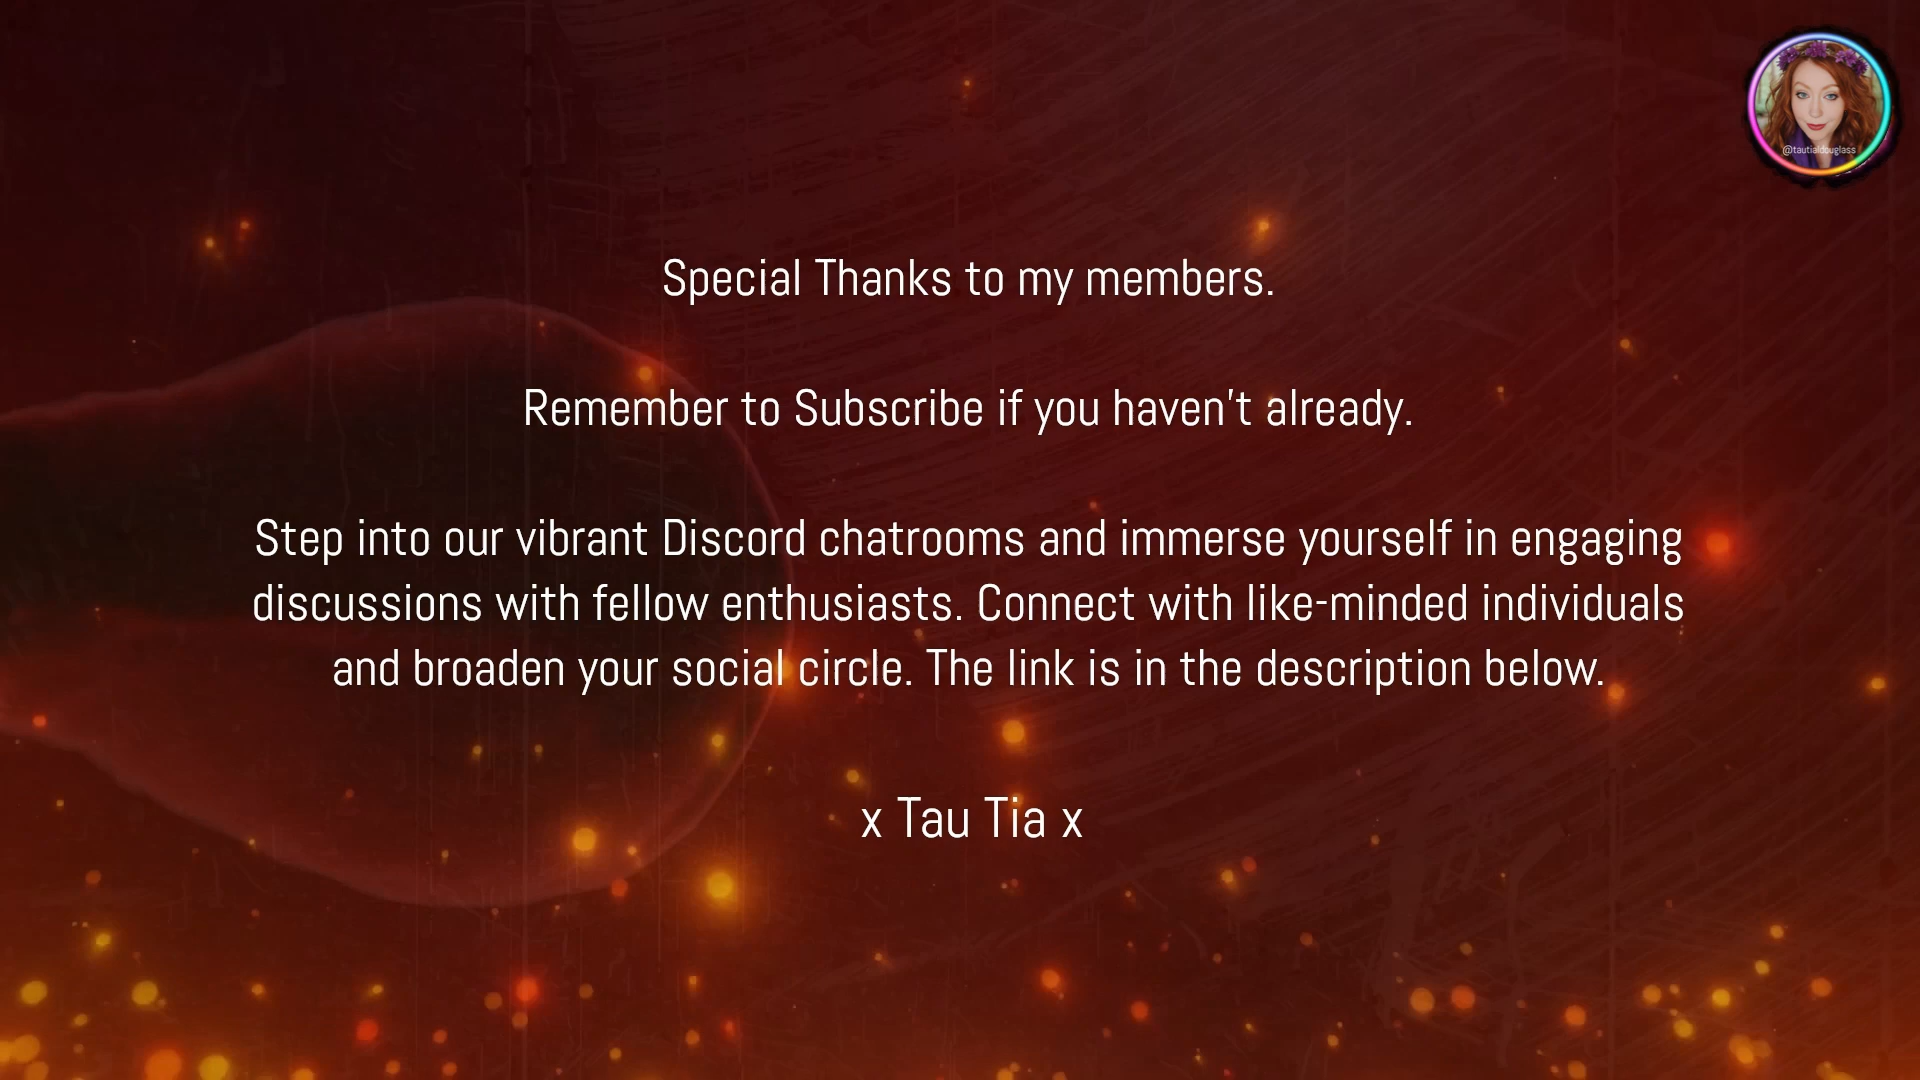 @tautialdouglass
Special Thanks to my members.
Remember to Subscribe if you haven't already.
Step into our vibrant Discord chatrooms and immerse yourself in engaging
discussions with fellow enthusiasts. Connect with like-minded individuals
and broaden your social circle. The link is in the description below.
x Tau Tia x